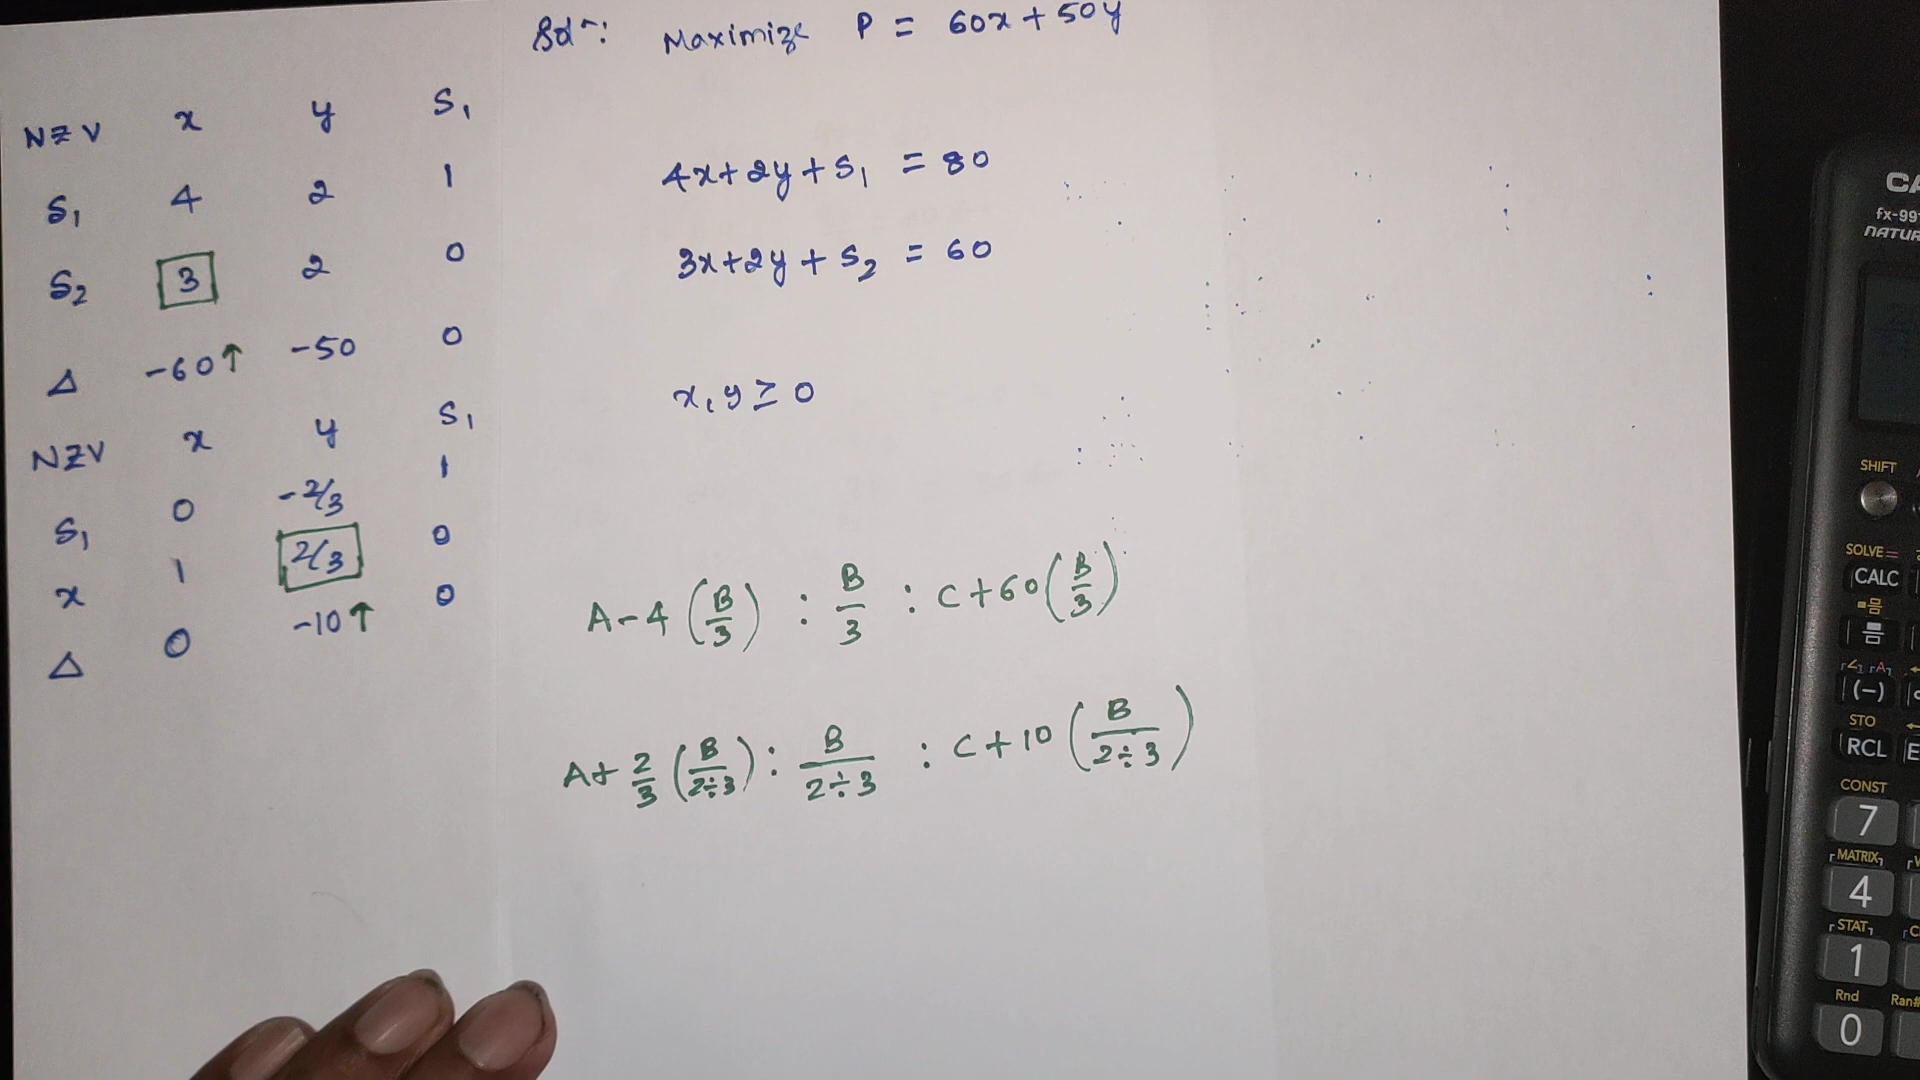 Soln: Maximize P = 60x + 50y
NZV x y S1
S1 4 2 1
S2 3 2 0
Δ -60↑ -50 0
NZV x y S1
S1 0 -2/3 1
x 1 2/3 0
Δ 0 -10↑ 0
4x + 2y + S1 = 80
3x + 2y + S2 = 60
x, y ≥ 0
A - 4 (B/3) : B/3 : C + 60 (B/3)
A + 2/3 (B/2÷3) : B/2÷3 : C + 10 (B/2÷3)
fx-99
NATUR
SHIFT
SOLVE =
CALC
(-)
STO
RCL
CONST
7
MATRIX
4
STAT
1
Rnd Ran#
0